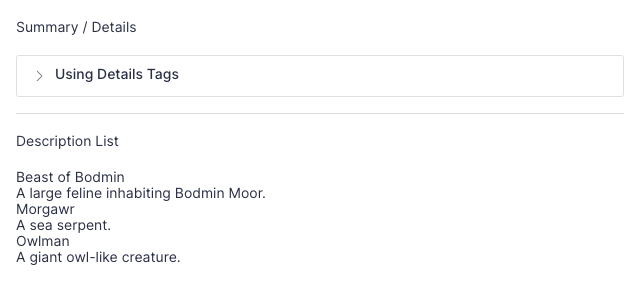 Summary / Details
Using Details Tags
Description List
Beast of Bodmin
A large feline inhabiting Bodmin Moor.
Morgawr
A sea serpent.
Owlman
A giant owl-like creature.